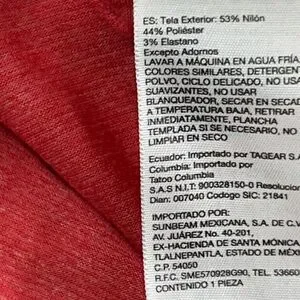 ES: Tela Exterior: 53% Nilón
44% Poliéster
3% Elastano
Excepto Adornos
LAVAR A MÁQUINA EN AGUA FRÍA
COLORES SIMILARES, DETERGENT
POLVO, CICLO DELICADO, NO USA
SUAVIZANTES, NO USAR
BLANQUEADOR, SECAR EN SECAD
A TEMPERATURA BAJA, RETIRAR
INMEDIATAMENTE, PLANCHA
TEMPLADA SI SE NECESARIO, NO
LIMPIAR EN SECO
Ecuador: Importado por TAGEAR S.A
Columbia: Importado por
Tatoo Columbia
S.A.S N.I.T: 900328150-0 Resolucion
Dian: 007040 Codogo SIC: 21841
IMPORTADO POR:
SUNBEAM MEXICANA, S.A. DE C.V
AV. JUÁREZ No. 40-201,
EX-HACIENDA DE SANTA MÓNICA
TLALNEPANTLA, ESTADO DE MÉXI
C.P. 54050
R.F.C. SME570928G90, TEL. 53660
CONTENIDO 1 PIEZA